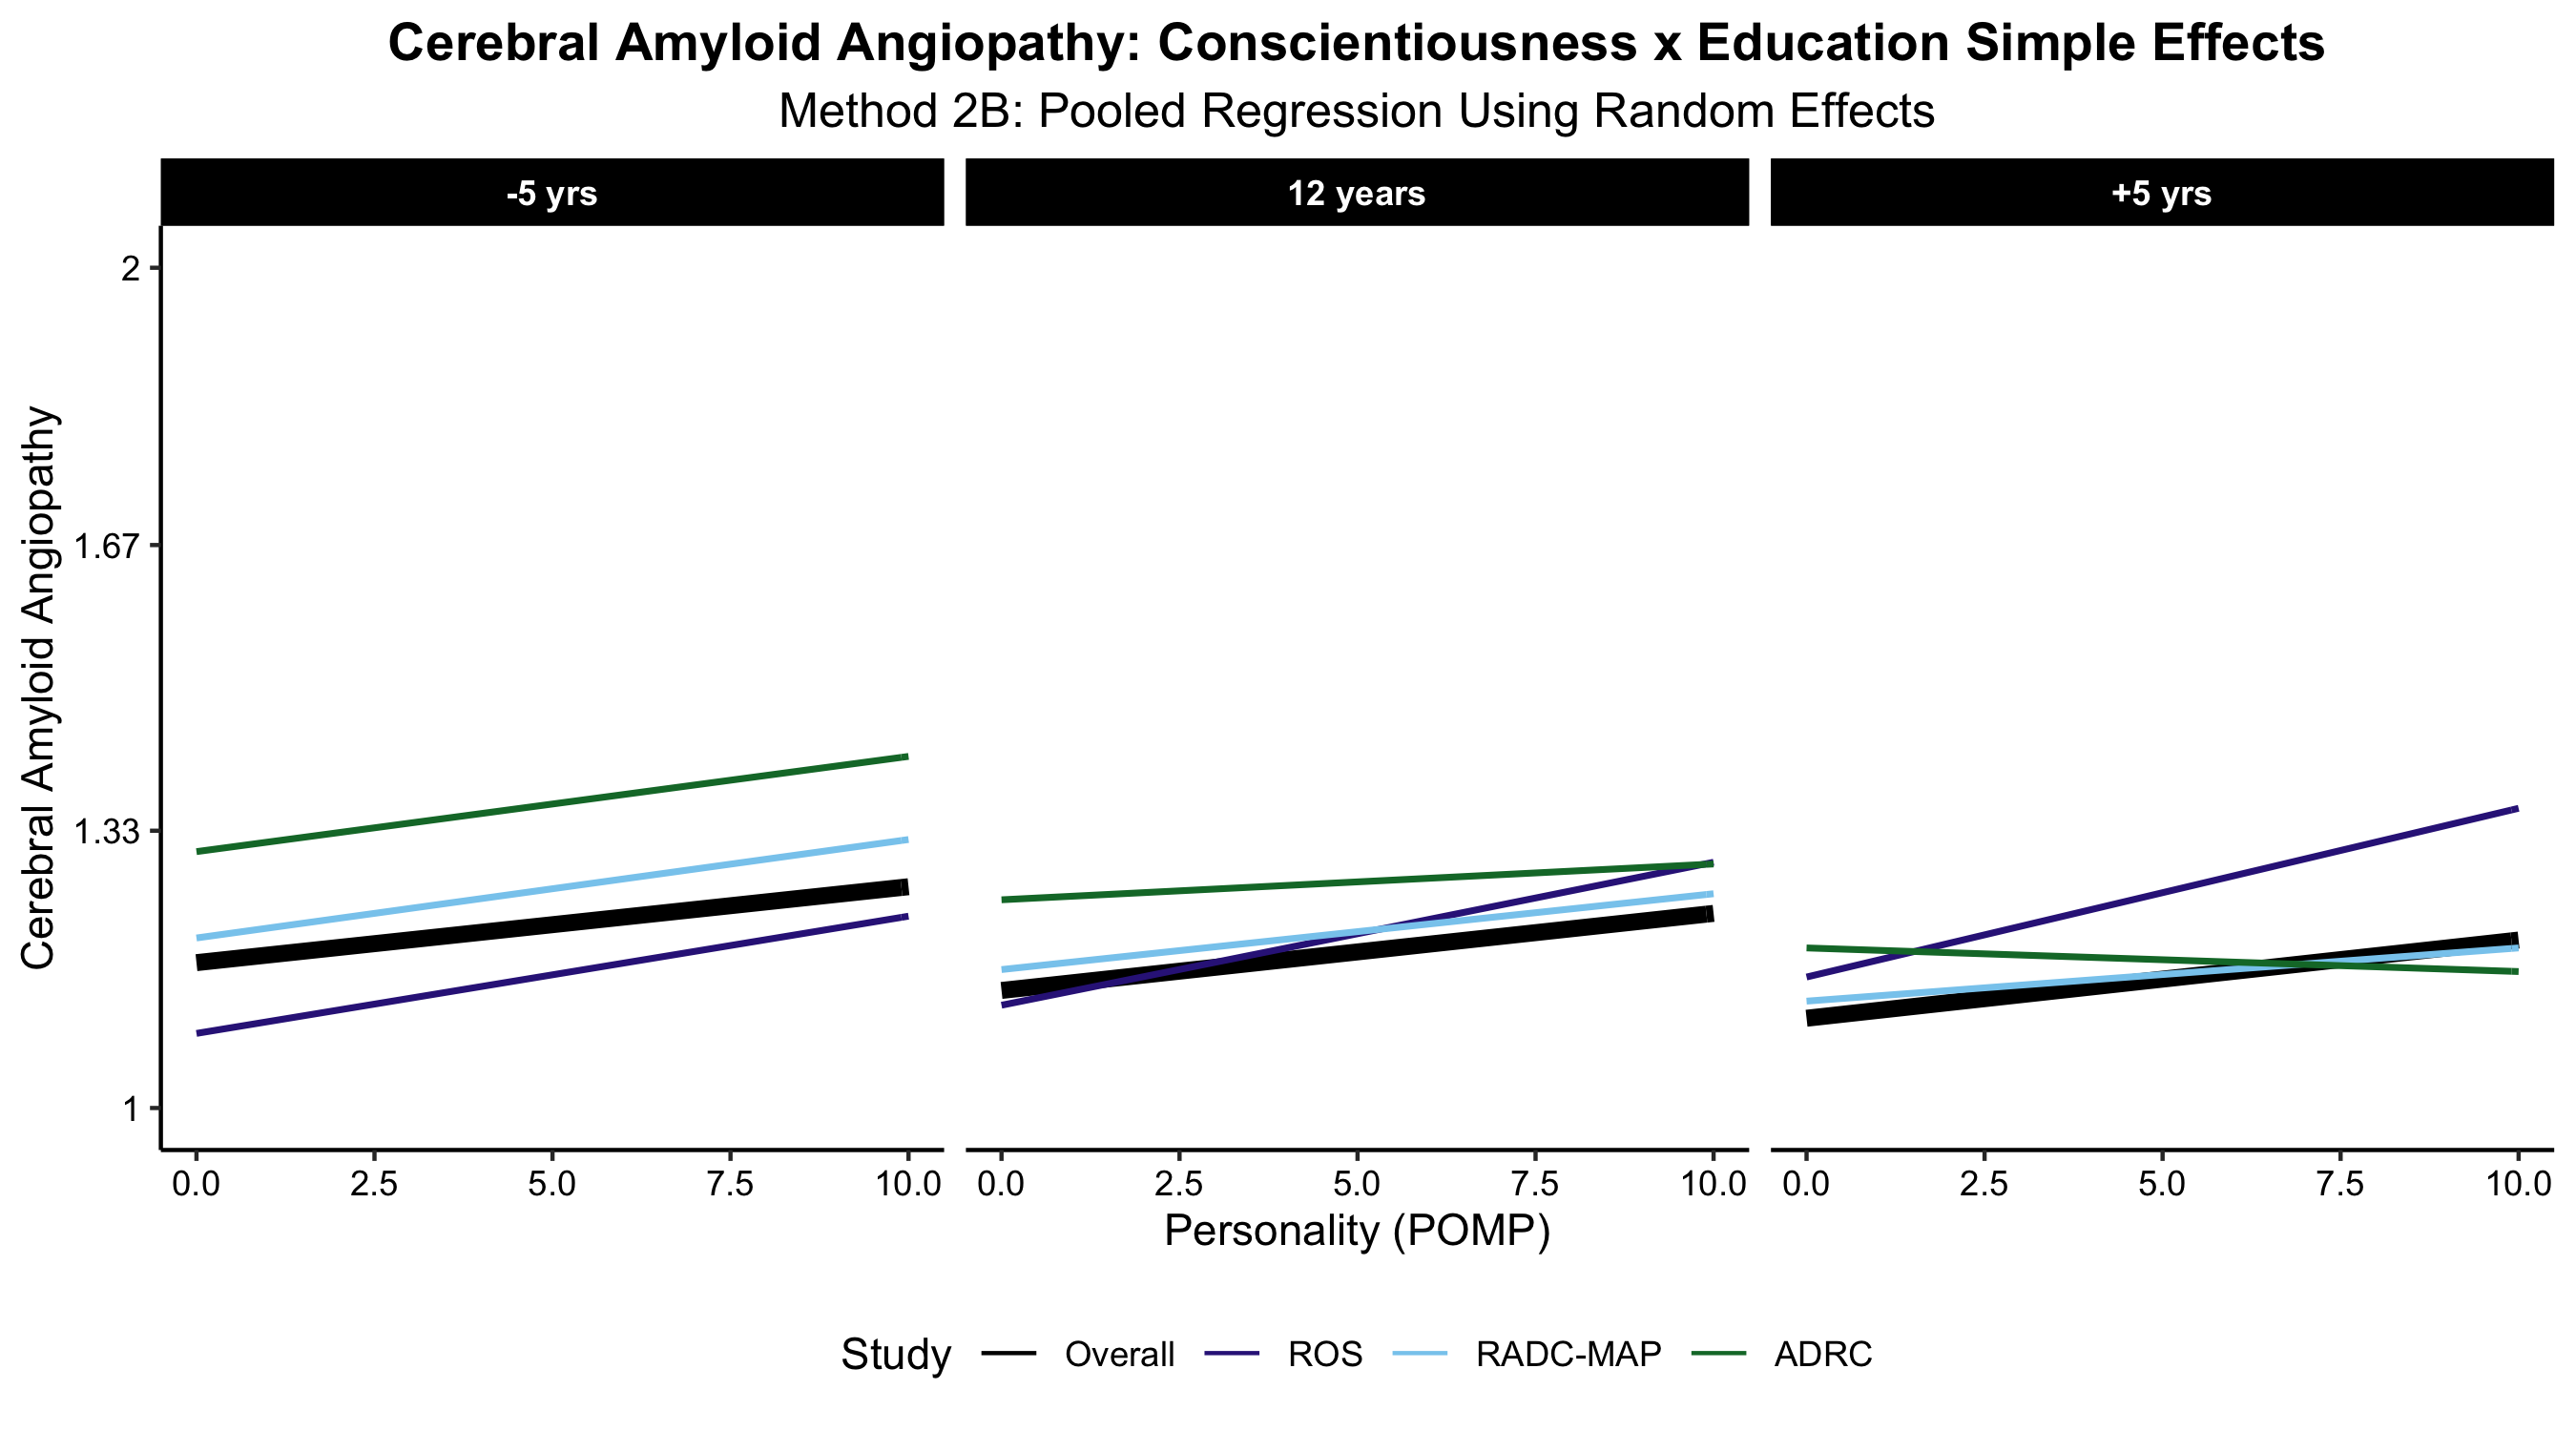 Cerebral Amyloid Angiopathy: Conscientiousness x Education Simple Effects
Method 2B: Pooled Regression Using Random Effects
-5 yrs
12 years
+5 yrs
Cerebral Amyloid Angiopathy
2
1.67
1.33
1
0.0 2.5 5.0 7.5 10.0
0.0 2.5 5.0 7.5 10.0
0.0 2.5 5.0 7.5 10.0
Personality (POMP)
Study Overall ROS RADC-MAP ADRC